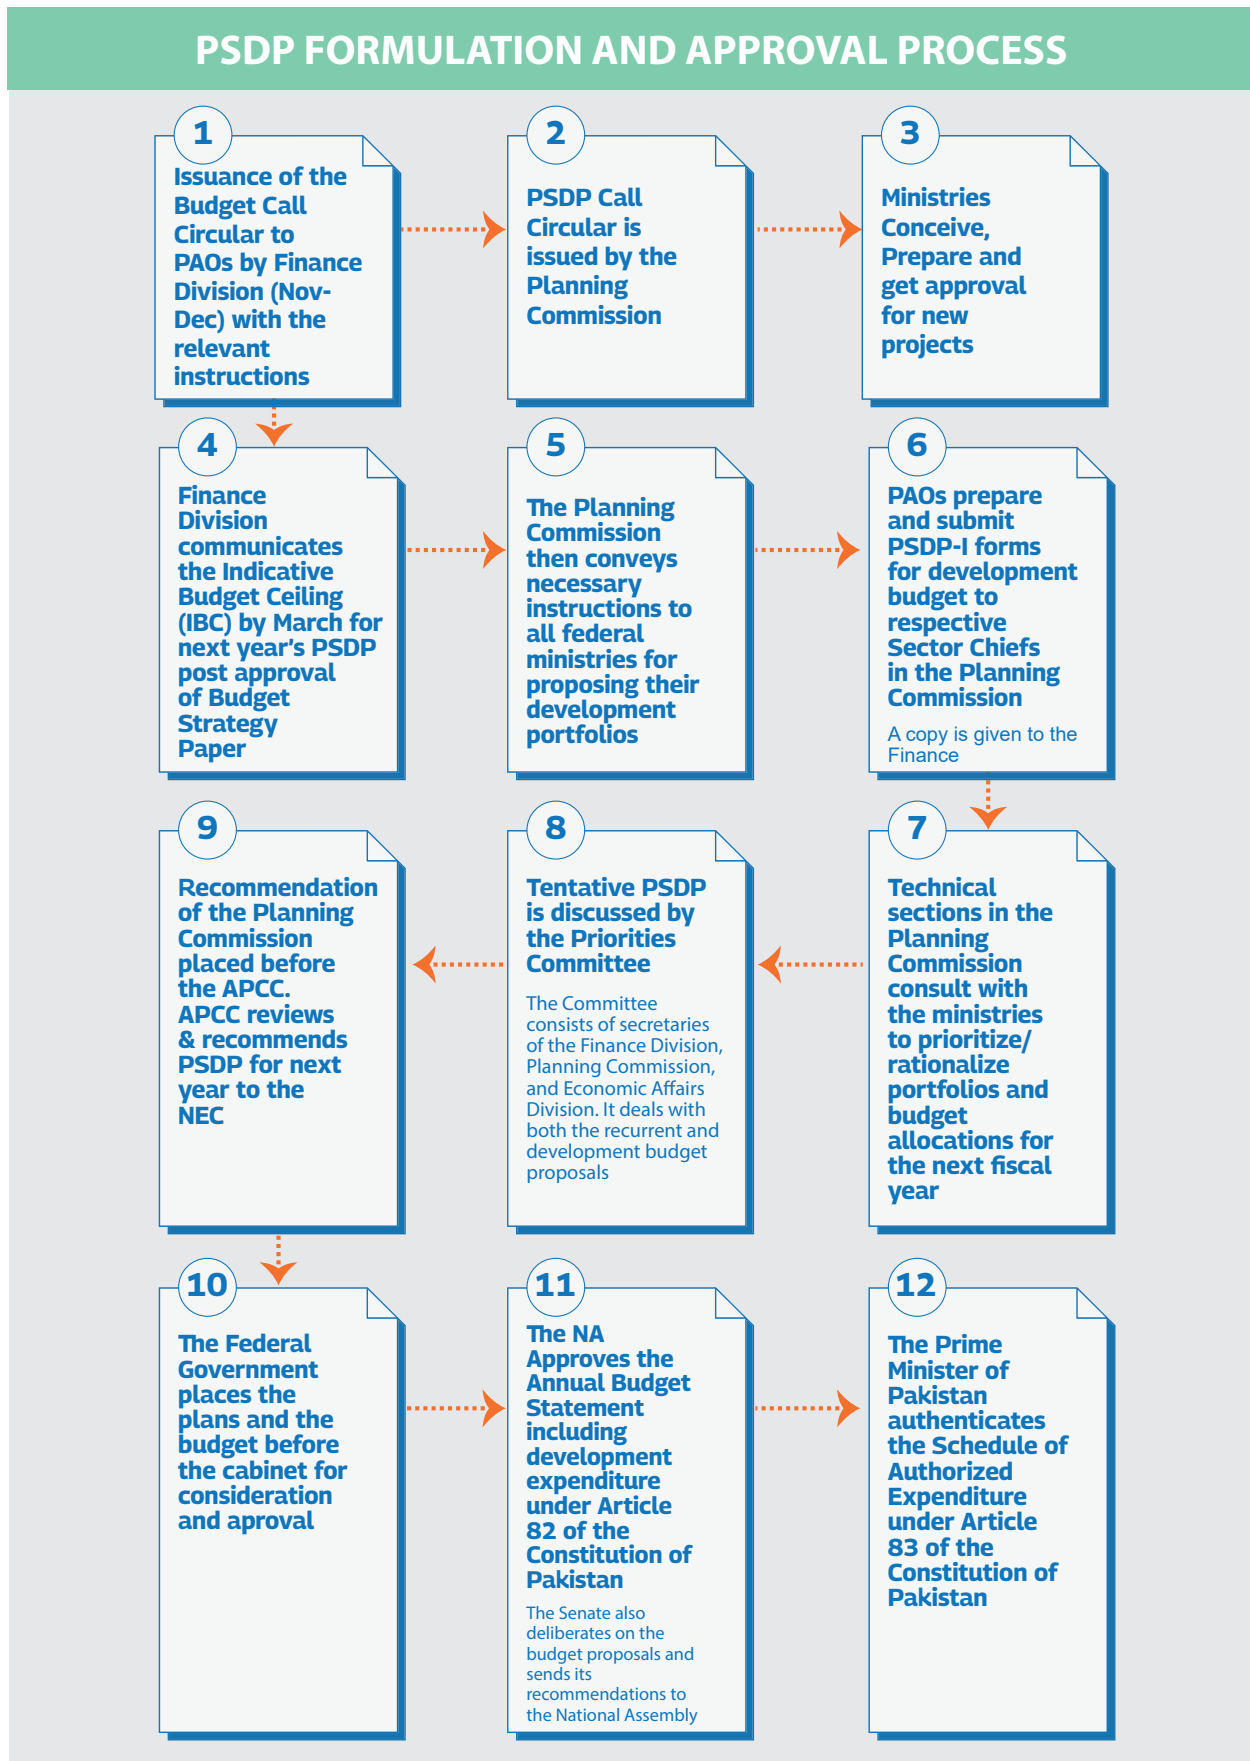 PSDP FORMULATION AND APPROVAL PROCESS
1
Issuance of the
Budget Call
Circular to
PAOs by Finance
Division (Nov-
Dec) with the
relevant
instructions
2
PSDP Call
Circular is
issued by the
Planning
Commission
3
Ministries
Conceive,
Prepare and
get approval
for new
projects
4
Finance
Division
communicates
the Indicative
Budget Ceiling
(IBC) by March for
next year's PSDP
post approval
of Budget
Strategy
Paper
5
The Planning
Commission
then conveys
necessary
instructions to
all federal
ministries for
proposing their
development
portfolios
6
PAOs prepare
and submit
PSDP-I forms
for development
budget to
respective
Sector Chiefs
in the Planning
Commission
A copy is given to the
Finance
7
Technical
sections in the
Planning
Commission
consult with
the ministries
to prioritize/
rationalize
portfolios and
budget
allocations for
the next fiscal
year
8
Tentative PSDP
is discussed by
the Priorities
Committee
The Committee
consists of secretaries
of the Finance Division,
Planning Commission,
and Economic Affairs
Division. It deals with
both the recurrent and
development budget
proposals
9
Recommendation
of the Planning
Commission
placed before
the APCC.
APCC reviews
& recommends
PSDP for next
year to the
NEC
10
The Federal
Government
places the
plans and the
budget before
the cabinet for
consideration
and aproval
11
The NA
Approves the
Annual Budget
Statement
including
development
expenditure
under Article
82 of the
Constitution of
Pakistan
The Senate also
deliberates on the
budget proposals and
sends its
recommendations to
the National Assembly
12
The Prime
Minister of
Pakistan
authenticates
the Schedule of
Authorized
Expenditure
under Article
83 of the
Constitution of
Pakistan